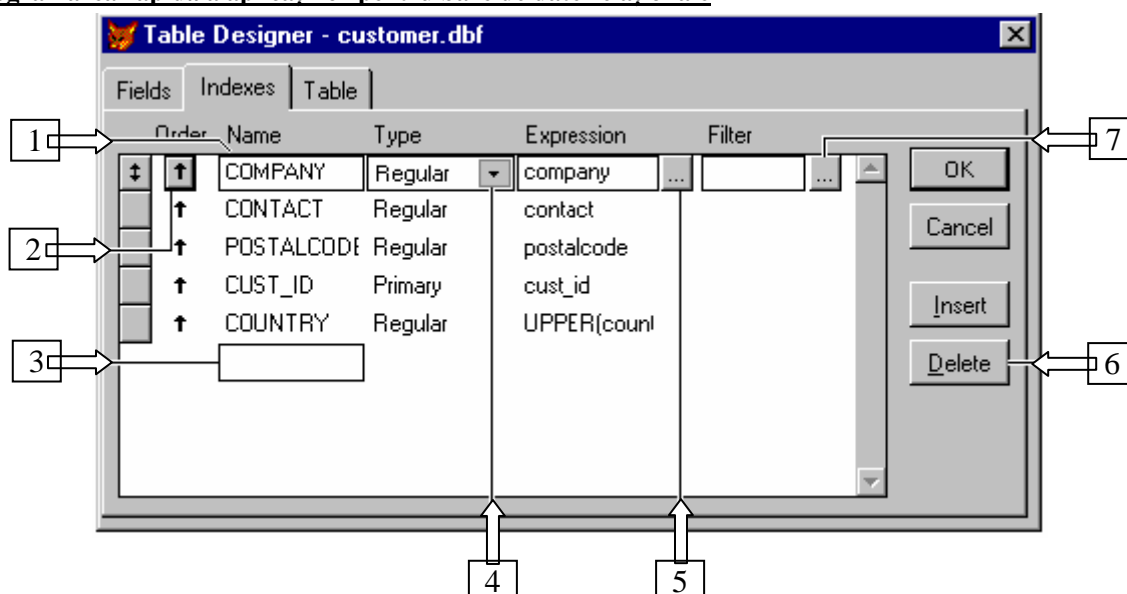 Table Designer - customer.dbf
Fields Indexes Table
Order Name Type Expression Filter
1
7
COMPANY Regular company ... ... OK
CONTACT Regular contact
Cancel
2
POSTALCODE Regular postalcode
CUST_ID Primary cust_id
Insert
COUNTRY Regular UPPER(count
3
Delete
6
4 5